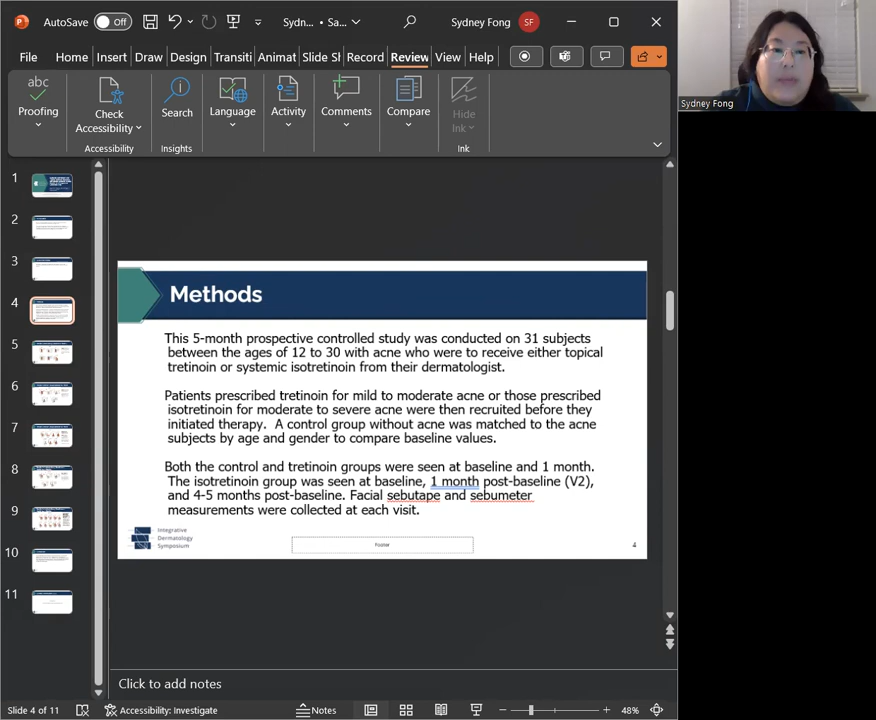 AutoSave
Off
Sydn... • Sa...
Sydney Fong
SF
File
Home
Insert
Draw
Design
Transiti
Animat
Slide Sl
Record
Review
View
Help
abc
Proofing
Check
Accessibility
Search
Language
Activity
Comments
Compare
Hide
Ink
Accessibility
Insights
Ink
Sydney Fong
1
2
3
4
5
6
7
8
9
10
11
Methods
This 5-month prospective controlled study was conducted on 31 subjects
between the ages of 12 to 30 with acne who were to receive either topical
tretinoin or systemic isotretinoin from their dermatologist.
Patients prescribed tretinoin for mild to moderate acne or those prescribed
isotretinoin for moderate to severe acne were then recruited before they
initiated therapy.  A control group without acne was matched to the acne
subjects by age and gender to compare baseline values.
Both the control and tretinoin groups were seen at baseline and 1 month.
The isotretinoin group was seen at baseline, 1 month post-baseline (V2),
and 4-5 months post-baseline. Facial sebutape and sebumeter
measurements were collected at each visit.
Integrative
Dermatology
Symposium
Footer
4
Click to add notes
Slide 4 of 11
Accessibility: Investigate
Notes
48%